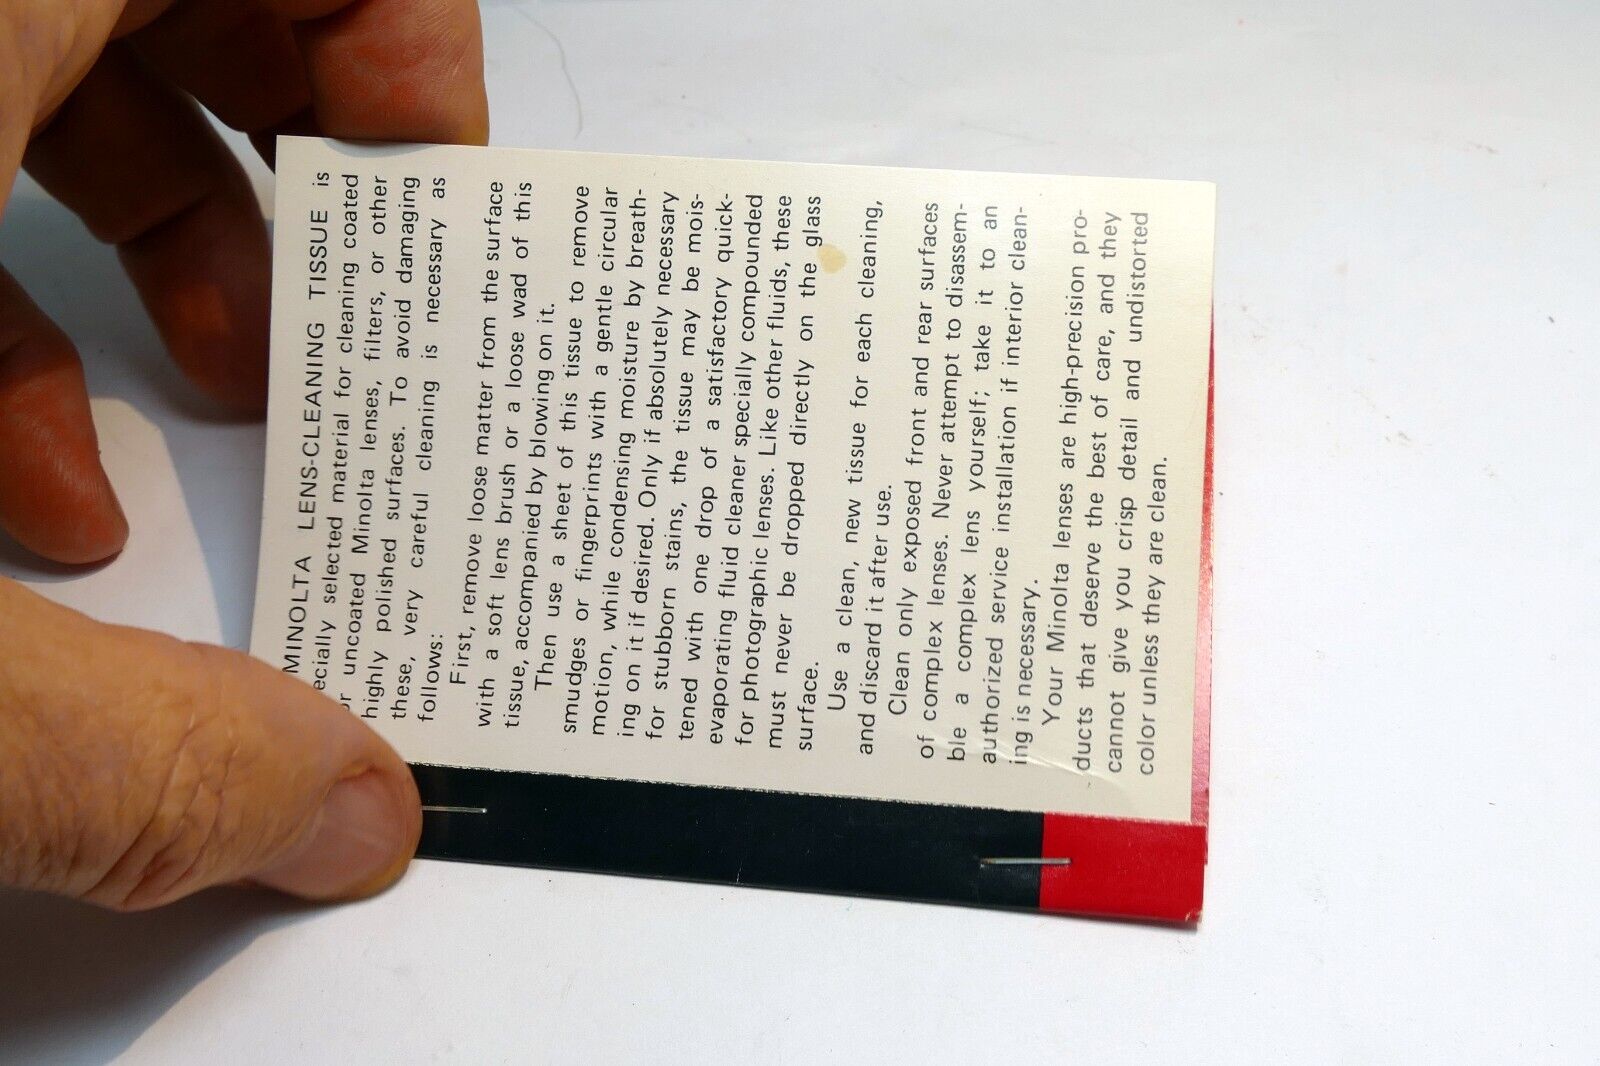 MINOLTA LENS-CLEANING TISSUE is
ecially selected material for cleaning coated
or uncoated Minolta lenses, filters, or other
highly polished surfaces. To avoid damaging
these, very careful cleaning is necessary as
follows:
First, remove loose matter from the surface
with a soft lens brush or a loose wad of this
tissue, accompanied by blowing on it.
Then use a sheet of this tissue to remove
smudges or fingerprints with a gentle circular
motion, while condensing moisture by breath-
ing on it if desired. Only if absolutely necessary
for stubborn stains, the tissue may be mois-
tened with one drop of a satisfactory quick-
evaporating fluid cleaner specially compounded
for photographic lenses. Like other fluids, these
must never be dropped directly on the glass
surface.
Use a clean, new tissue for each cleaning,
and discard it after use.
Clean only exposed front and rear surfaces
of complex lenses. Never attempt to disassem-
ble a complex lens yourself; take it to an
authorized service installation if interior clean-
ing is necessary.
Your Minolta lenses are high-precision pro-
ducts that deserve the best of care, and they
cannot give you crisp detail and undistorted
color unless they are clean.